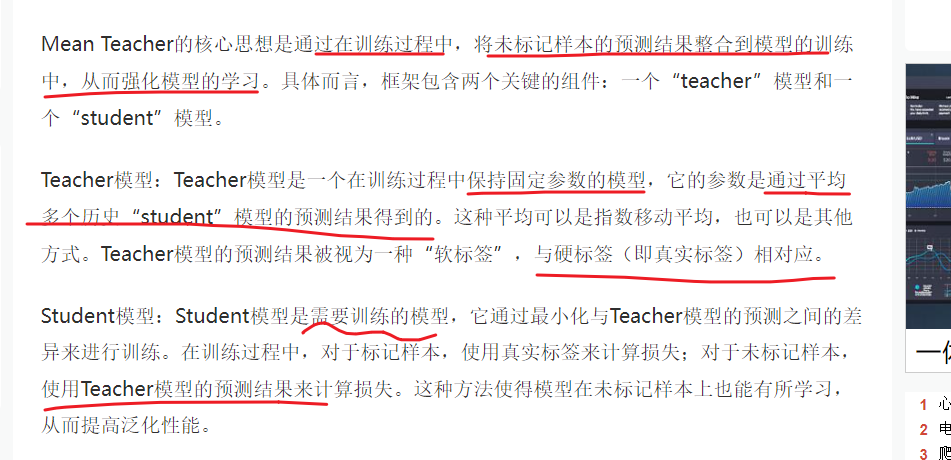 Mean Teacher的核心思想是通过在训练过程中，将未标记样本的预测结果整合到模型的训练
中，从而强化模型的学习。具体而言，框架包含两个关键的组件：一个“teacher”模型和一
个“student”模型。
Teacher模型：Teacher模型是一个在训练过程中保持固定参数的模型，它的参数是通过平均
多个历史“student”模型的预测结果得到的。这种平均可以是指数移动平均，也可以是其他
方式。Teacher模型的预测结果被视为一种“软标签”，与硬标签（即真实标签）相对应。
Student模型：Student模型是需要训练的模型，它通过最小化与Teacher模型的预测之间的差
异来进行训练。在训练过程中，对于标记样本，使用真实标签来计算损失；对于未标记样本，
使用Teacher模型的预测结果来计算损失。这种方法使得模型在未标记样本上也能有所学习，
从而提高泛化性能。
一
1 心
2 电
3 爬